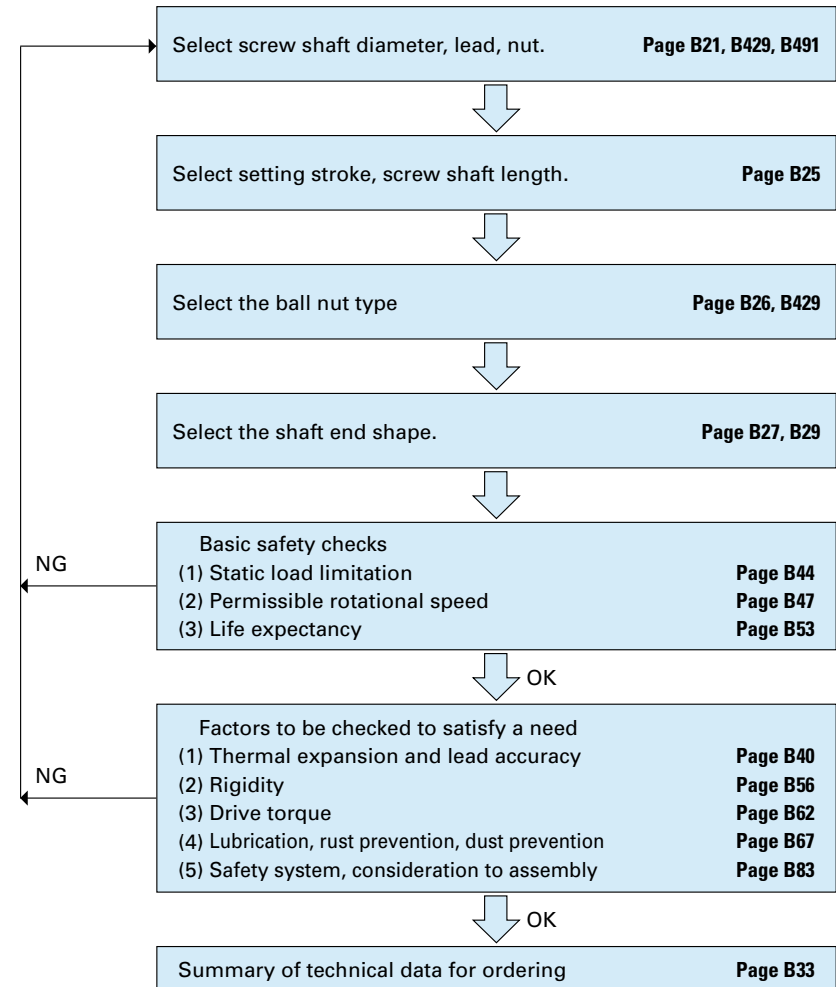 Select screw shaft diameter, lead, nut. Page B21, B429, B491
Select setting stroke, screw shaft length. Page B25
Select the ball nut type Page B26, B429
Select the shaft end shape. Page B27, B29
Basic safety checks
NG
(1) Static load limitation Page B44
(2) Permissible rotational speed Page B47
(3) Life expectancy Page B53
OK
Factors to be checked to satisfy a need
(1) Thermal expansion and lead accuracy Page B40
NG
(2) Rigidity Page B56
(3) Drive torque Page B62
(4) Lubrication, rust prevention, dust prevention Page B67
(5) Safety system, consideration to assembly Page B83
OK
Summary of technical data for ordering Page B33